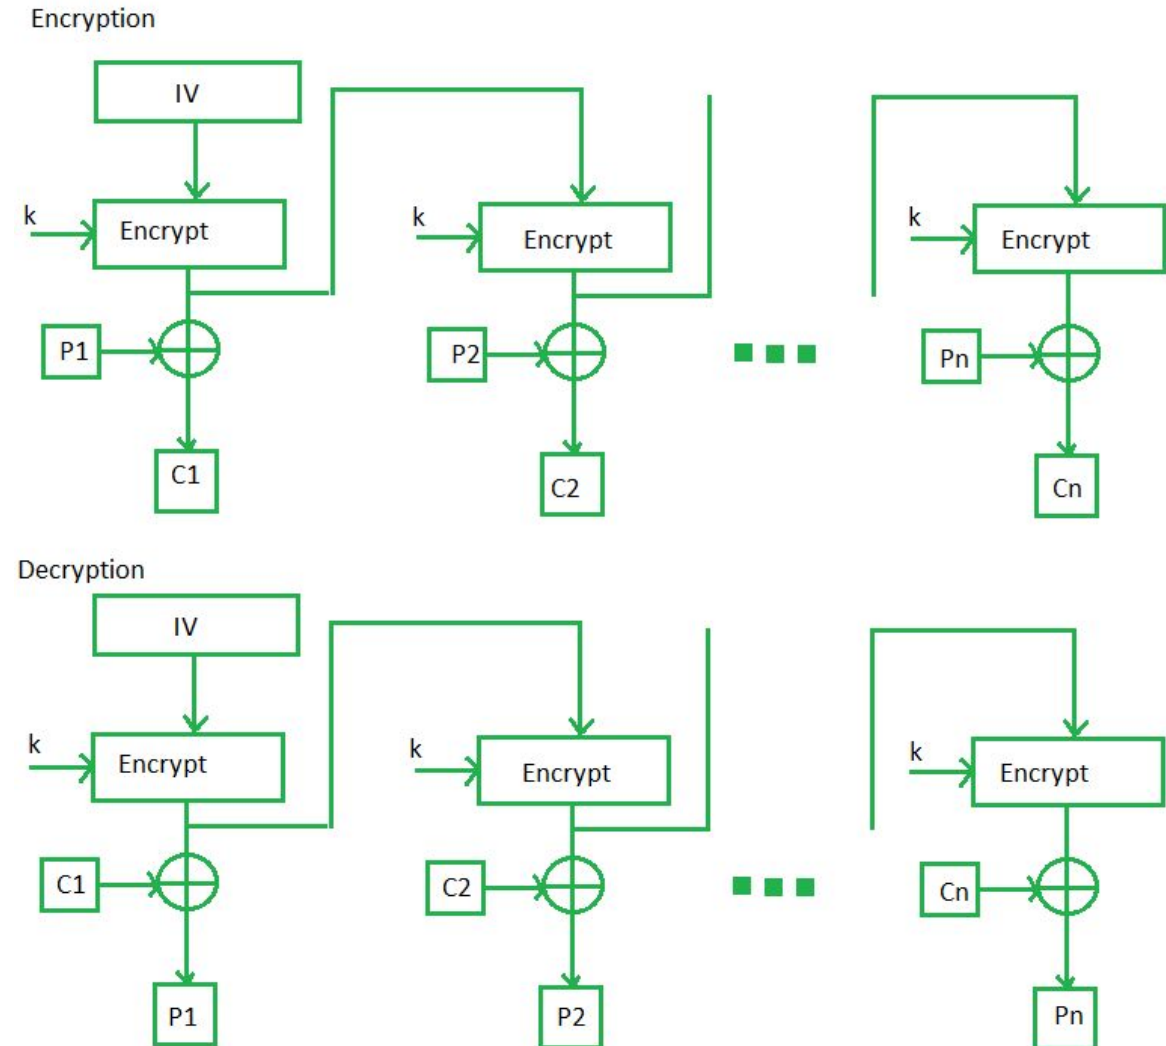 Encryption
IV
k
Encrypt
k
Encrypt
k
Encrypt
P1
P2
Pn
C1
C2
Cn
Decryption
IV
k
Encrypt
k
Encrypt
k
Encrypt
C1
C2
Cn
P1
P2
Pn